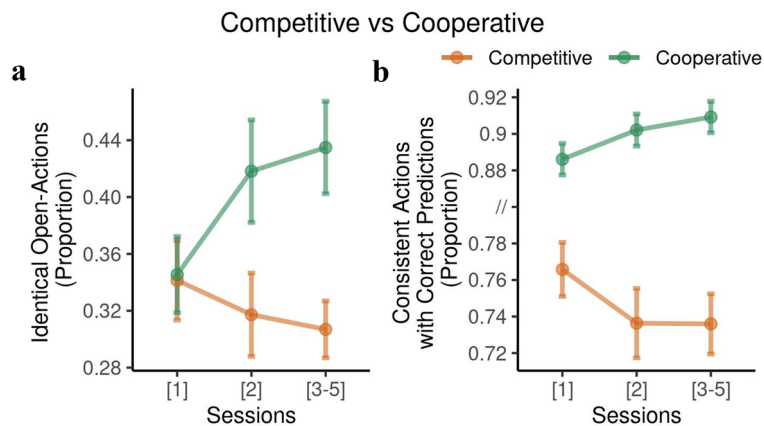 Competitive vs Cooperative
Competitive
Cooperative
a
Identical Open-Actions
(Proportion)
0.44
0.40
0.36
0.32
0.28
[1]
[2]
[3-5]
Sessions
b
Consistent Actions
with Correct Predictions
(Proportion)
0.92
0.9
0.88
//
0.78
0.76
0.74
0.72
[1]
[2]
[3-5]
Sessions